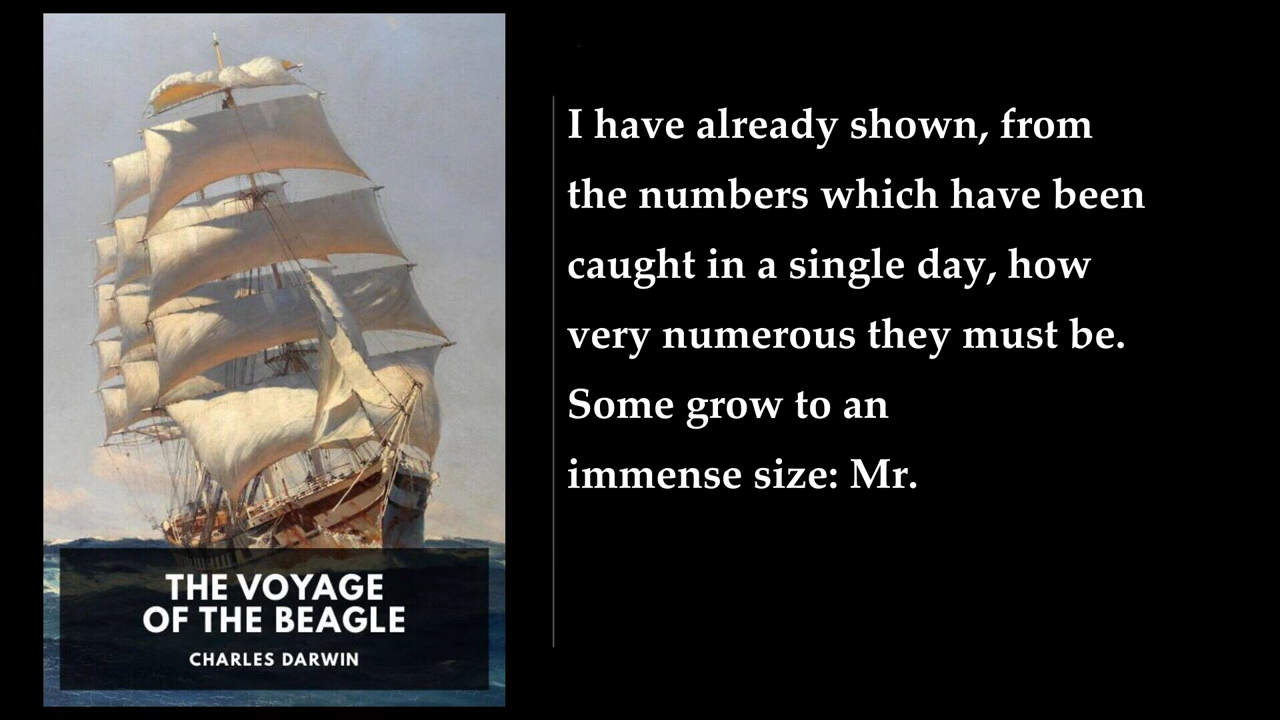 THE VOYAGE
OF THE BEAGLE
CHARLES DARWIN
I have already shown, from
the numbers which have been
caught in a single day, how
very numerous they must be.
Some grow to an
immense size: Mr.